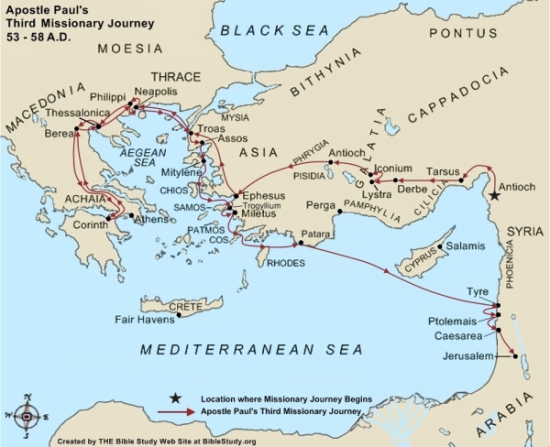 Apostle Paul's
Third Missionary Journey
53 - 58 A.D.
BLACK SEA
PONTUS
MOESIA
BITHYNIA
THRACE
CAPPADOCIA
MACEDONIA
Philippi
Neapolis
Thessalonica
MYSIA
GALATIA
Berea
Troas
Assos
AEGEAN
SEA
ASIA
PHRYGIA
Antioch
PISIDIA
Iconium
Mitylene
Lystra
Derbe
Tarsus
Antioch
CHIOS
CILICIA
ACHAIA
Ephesus
Trogyllium
SAMOS
Miletus
Perga
PAMPHYLIA
Corinth
Athens
PATMOS
COS
Patara
SYRIA
Salamis
CYPRUS
RHODES
PHOENICIA
Tyre
CRETE
Fair Havens
Ptolemais
Caesarea
MEDITERRANEAN SEA
Jerusalem
ARABIA
N
W
E
S
Location where Missionary Journey Begins
Apostle Paul's Third Missionary Journey
Created by THE Bible Study Web Site at BibleStudy.org